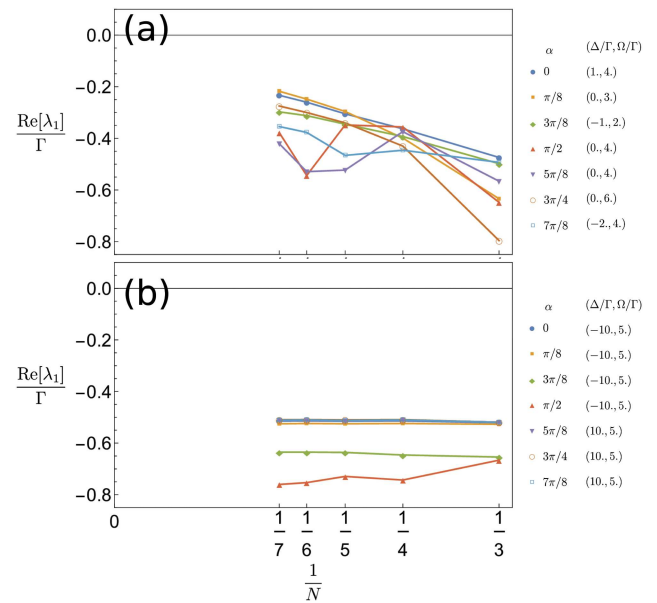 (a)
0.0
−0.2
−0.4
−0.6
−0.8
Re[λ₁]
Γ
α (Δ/Γ, Ω/Γ)
0 (1., 4.)
π/8 (0., 3.)
3π/8 (−1., 2.)
π/2 (0., 4.)
5π/8 (0., 4.)
3π/4 (0., 6.)
7π/8 (−2., 4.)
(b)
0.0
−0.2
−0.4
−0.6
−0.8
Re[λ₁]
Γ
α (Δ/Γ, Ω/Γ)
0 (−10., 5.)
π/8 (−10., 5.)
3π/8 (−10., 5.)
π/2 (−10., 5.)
5π/8 (10., 5.)
3π/4 (10., 5.)
7π/8 (10., 5.)
0 1/7 1/6 1/5 1/4 1/3
1
N